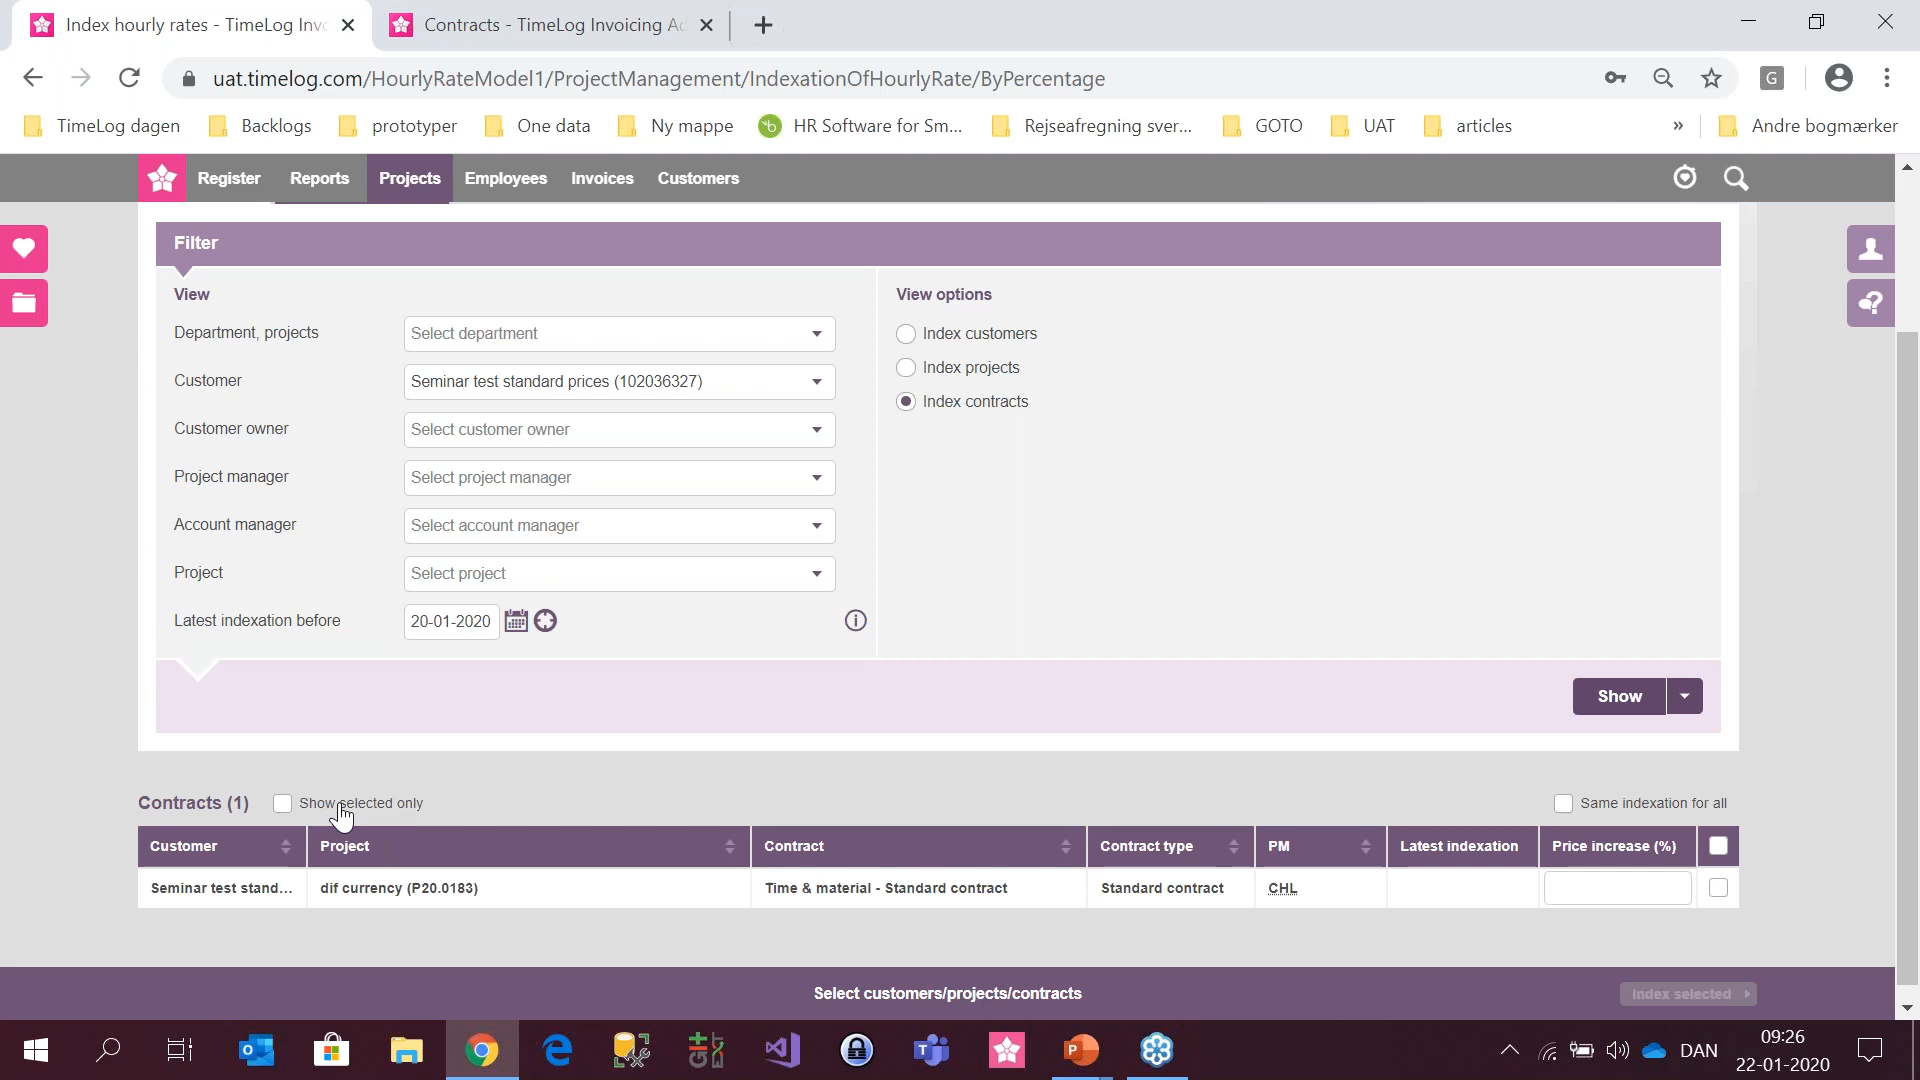 Index hourly rates - TimeLog Inv
Contracts - TimeLog Invoicing Ad
uat.timelog.com/HourlyRateModel1/ProjectManagement/IndexationOfHourlyRate/ByPercentage
G
TimeLog dagen
Backlogs
prototyper
One data
Ny mappe
HR Software for Sm...
Rejseafregning sver...
GOTO
UAT
articles
»
Andre bogmærker
Register
Reports
Projects
Employees
Invoices
Customers
Filter
View
View options
Department, projects
Select department
Index customers
Index projects
Customer
Seminar test standard prices (102036327)
Index contracts
Customer owner
Select customer owner
Project manager
Select project manager
Account manager
Select account manager
Project
Select project
Latest indexation before
20-01-2020
Show
Contracts (1)
Show selected only
Same indexation for all
Customer
Project
Contract
Contract type
PM
Latest indexation
Price increase (%)
Seminar test stand...
dif currency (P20.0183)
Time & material - Standard contract
Standard contract
CHL
Select customers/projects/contracts
Index selected
DAN
09:26
22-01-2020